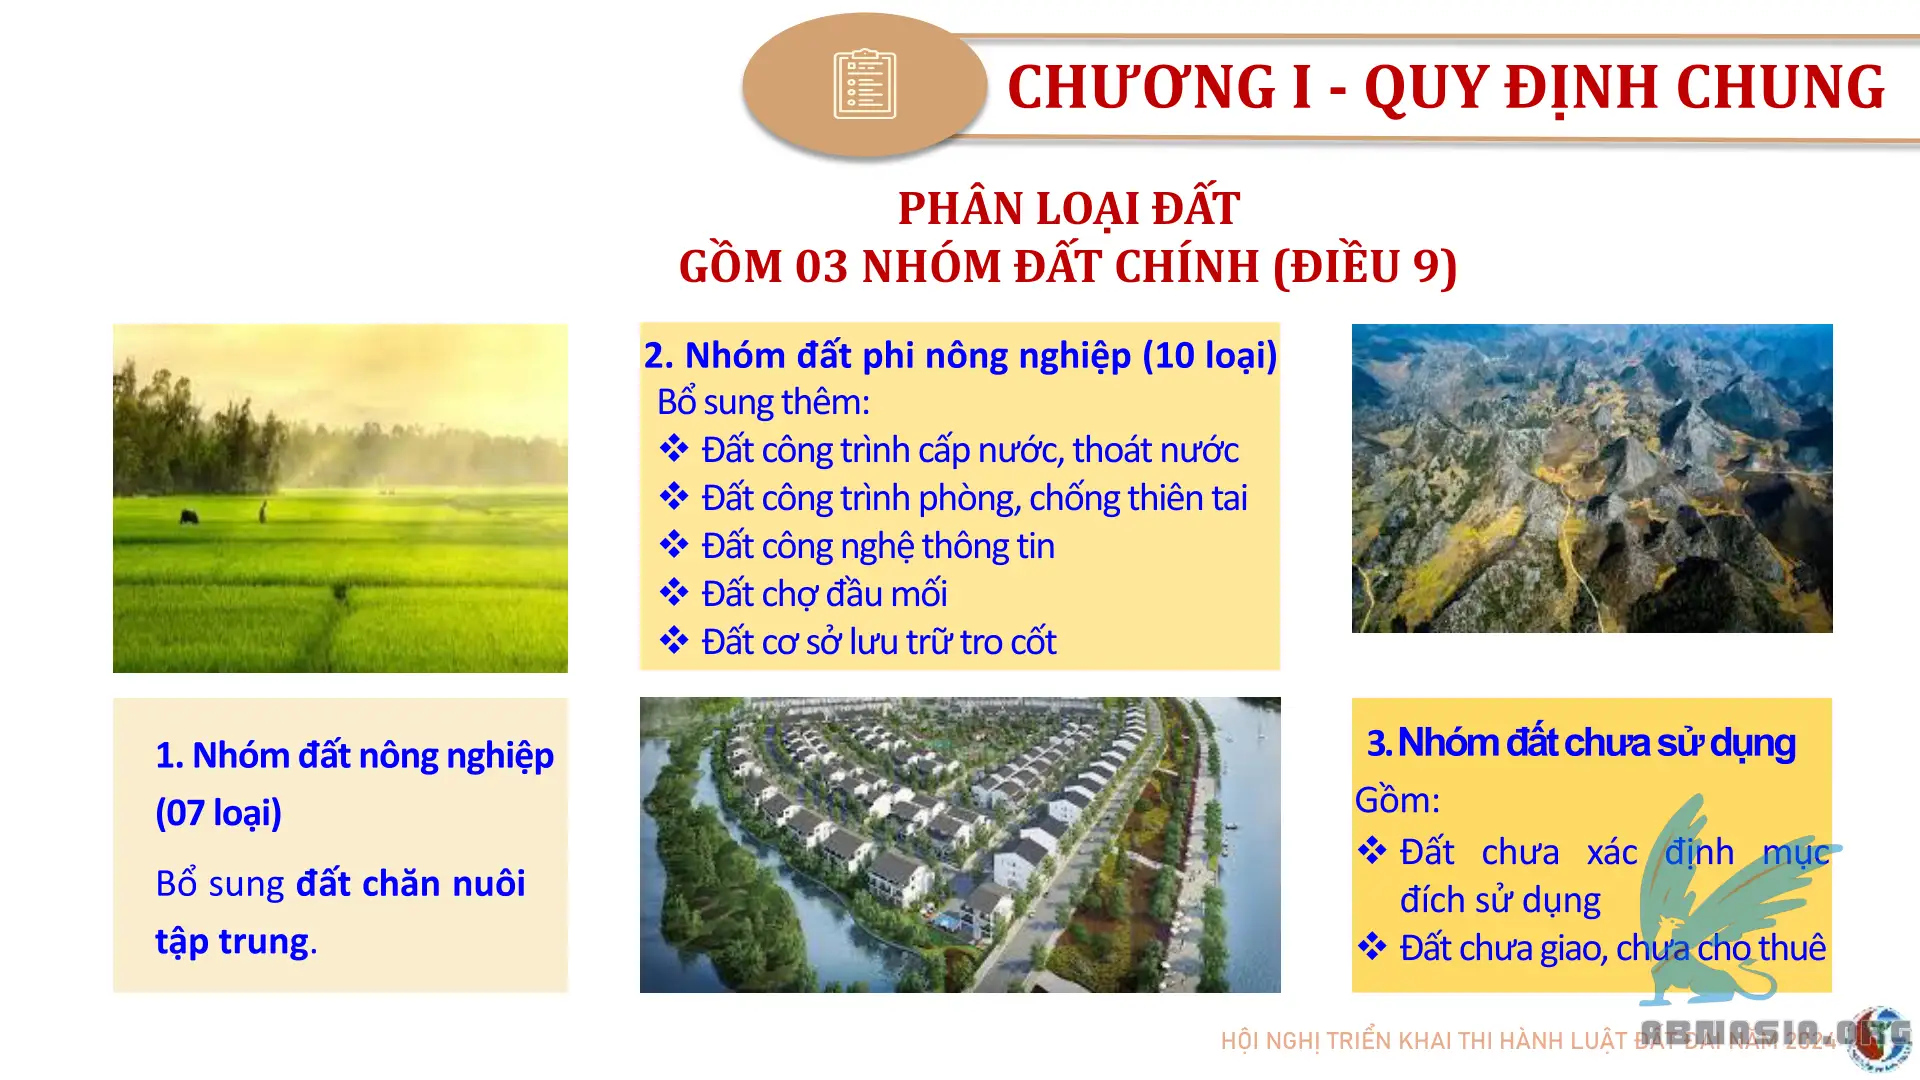 CHƯƠNG I - QUY ĐỊNH CHUNG
PHÂN LOẠI ĐẤT
GỒM 03 NHÓM ĐẤT CHÍNH (ĐIỀU 9)
1. Nhóm đất nông nghiệp
(07 loại)
Bổ sung đất chăn nuôi
tập trung.
2. Nhóm đất phi nông nghiệp (10 loại)
Bổ sung thêm:
❖ Đất công trình cấp nước, thoát nước
❖ Đất công trình phòng, chống thiên tai
❖ Đất công nghệ thông tin
❖ Đất chợ đầu mối
❖ Đất cơ sở lưu trữ tro cốt
3. Nhóm đất chưa sử dụng
Gồm:
❖ Đất chưa xác định mục
đích sử dụng
❖ Đất chưa giao, chưa cho thuê
HỘI NGHỊ TRIỂN KHAI THI HÀNH LUẬT ĐẤT ĐAI NĂM 2024
ABMASIA.ORG